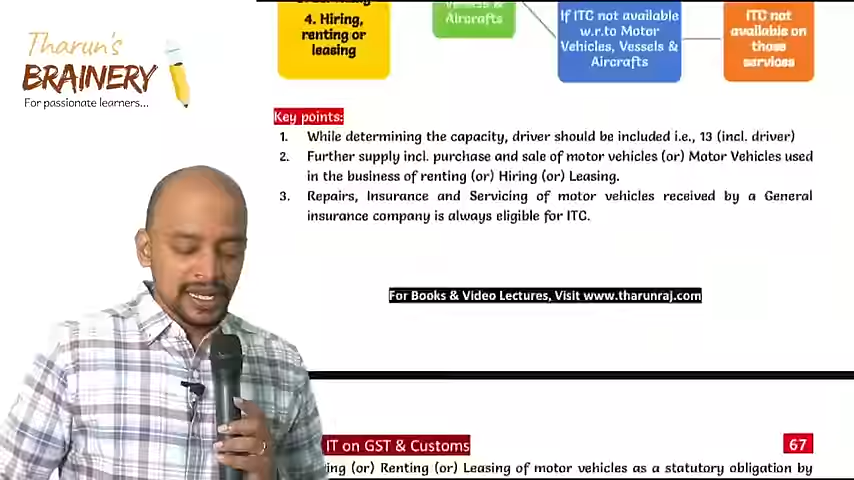 Tharun's
BRAINERY
For passionate learners...
4. Hiring,
renting or
leasing
Vessels &
Aircrafts
If ITC not available
w.r.to Motor
Vehicles, Vessels &
Aircrafts
ITC not
available on
those
services
Key points:
1. While determining the capacity, driver should be included i.e., 13 (incl. driver)
2. Further supply incl. purchase and sale of motor vehicles (or) Motor Vehicles used
in the business of renting (or) Hiring (or) Leasing.
3. Repairs, Insurance and Servicing of motor vehicles received by a General
insurance company is always eligible for ITC.
For Books & Video Lectures, Visit www.tharunraj.com
IT on GST & Customs
67
(or) Renting (or) Leasing of motor vehicles as a statutory obligation by